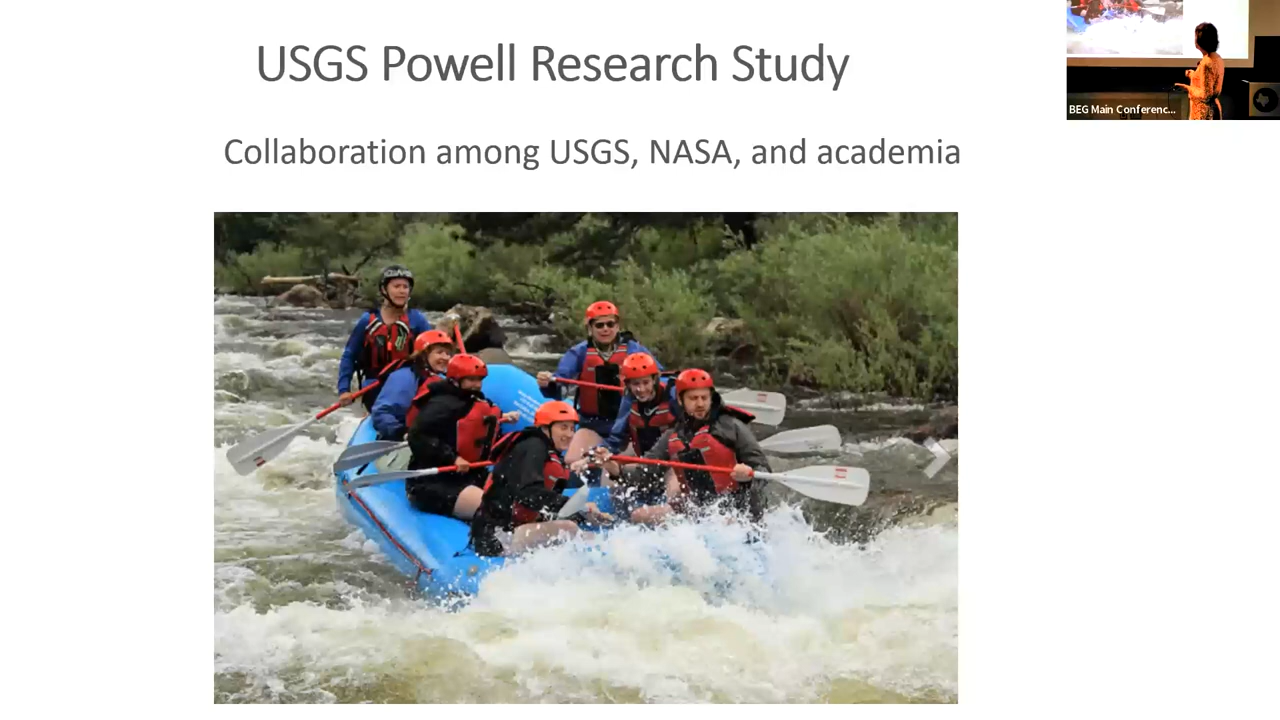 USGS Powell Research Study
Collaboration among USGS, NASA, and academia
BEG Main Conferenc...